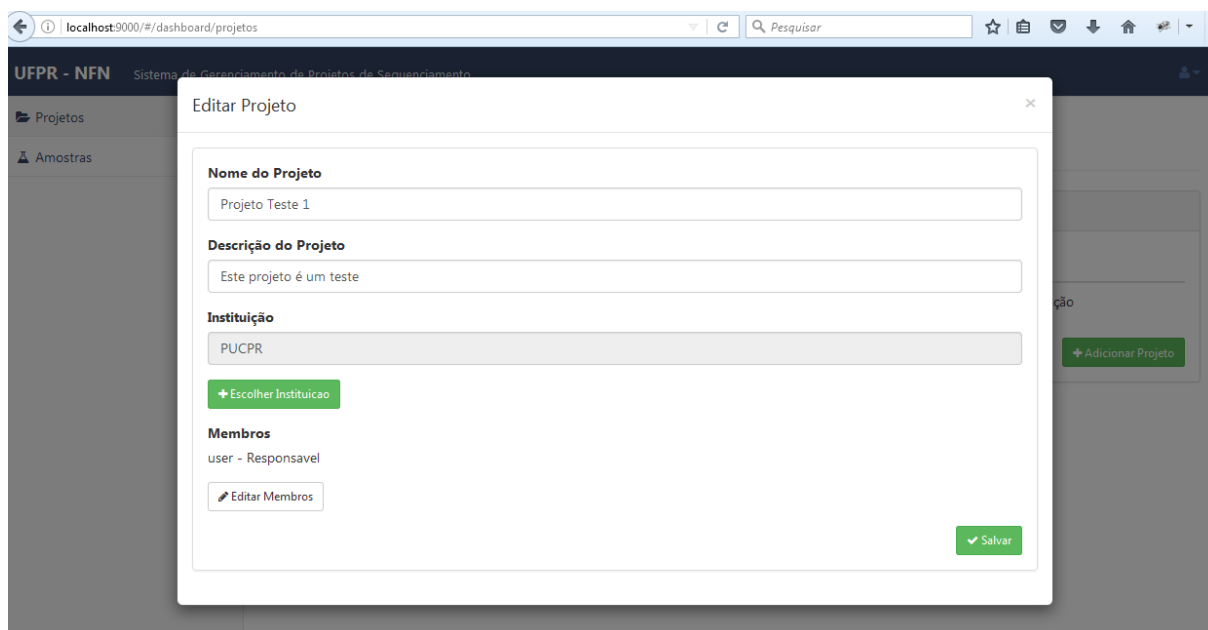 localhost:9000/#/dashboard/projetos
Pesquisar
UFPR - NFN Sistema de Gerenciamento de Projetos de Sequenciamento
Projetos
Amostras
Editar Projeto
×
Nome do Projeto
Projeto Teste 1
Descrição do Projeto
Este projeto é um teste
Instituição
PUCPR
Escolher Instituicao
Membros
user - Responsavel
Editar Membros
Salvar
ção
Adicionar Projeto